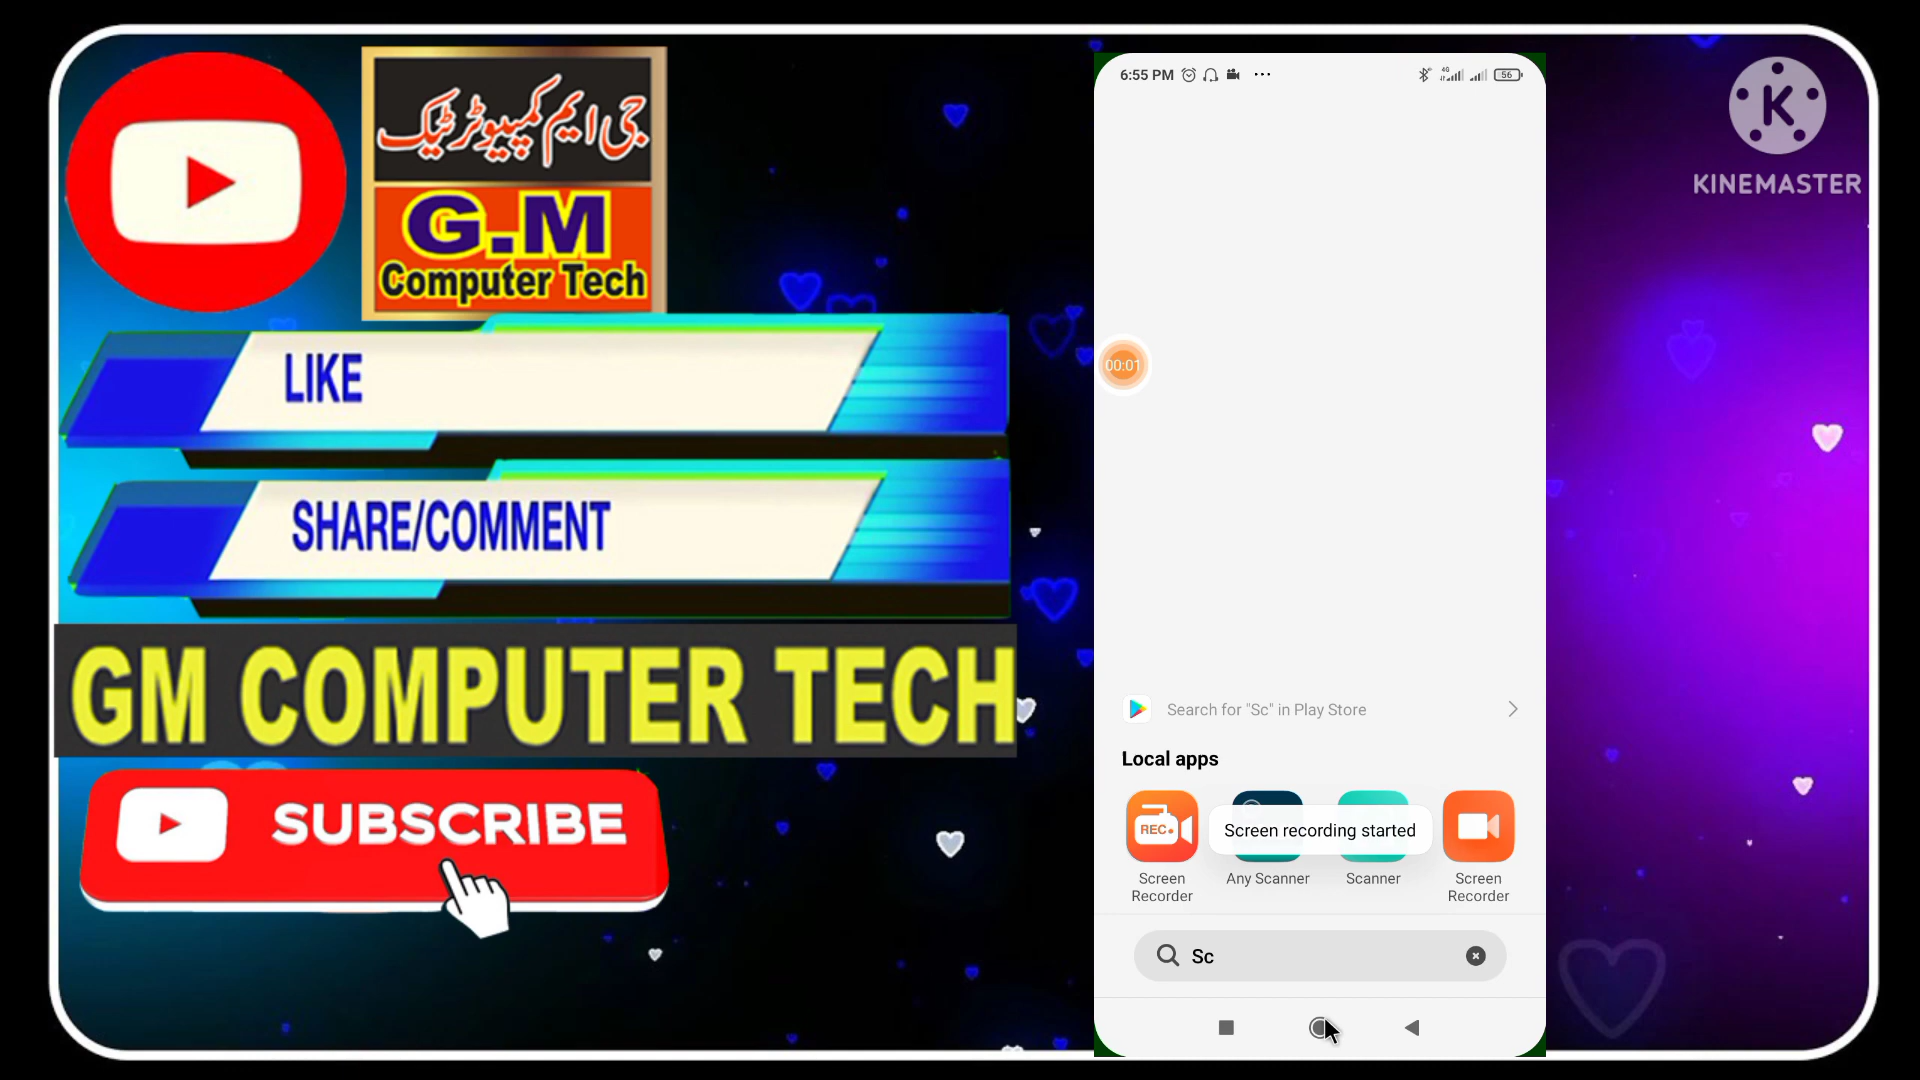 جی ایم کمپیوٹر ٹیک
G.M
Computer Tech
LIKE
SHARE/COMMENT
GM COMPUTER TECH
SUBSCRIBE
6:55 PM
4G
56
00:01
Search for "Sc" in Play Store
Local apps
REC
Screen recording started
Screen
Recorder
Any Scanner
Scanner
Screen
Recorder
Sc
K
KINEMASTER